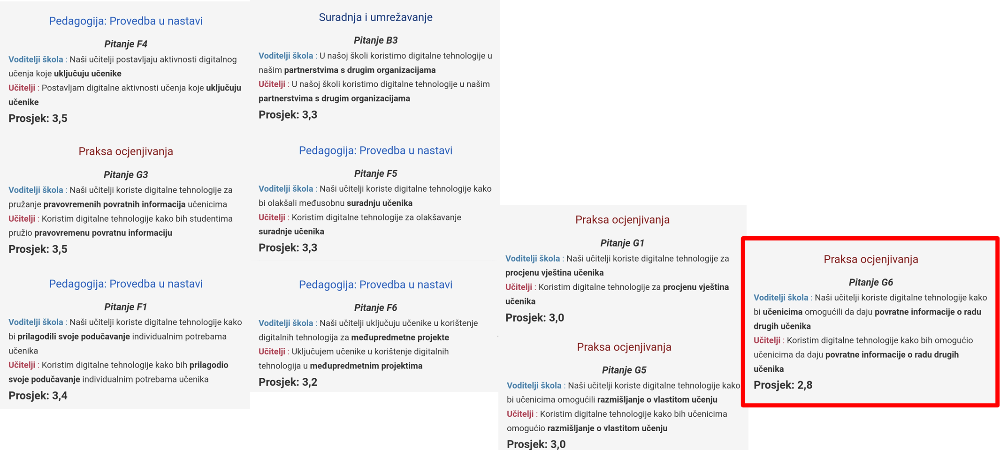 Pedagogija: Provedba u nastavi
Pitanje F4
Voditelji škola : Naši učitelji postavljaju aktivnosti digitalnog
učenja koje uključuju učenike
Učitelji : Postavljam digitalne aktivnosti učenja koje uključuju
učenike
Prosjek: 3,5
Praksa ocjenjivanja
Pitanje G3
Voditelji škola : Naši učitelji koriste digitalne tehnologije za
pružanje pravovremenih povratnih informacija učenicima
Učitelji : Koristim digitalne tehnologije kako bih studentima
pružio pravovremenu povratnu informaciju
Prosjek: 3,5
Pedagogija: Provedba u nastavi
Pitanje F1
Voditelji škola : Naši učitelji koriste digitalne tehnologije kako
bi prilagodili svoje podučavanje individualnim potrebama
učenika
Učitelji : Koristim digitalne tehnologije kako bih prilagodio
svoje podučavanje individualnim potrebama učenika
Prosjek: 3,4
Suradnja i umrežavanje
Pitanje B3
Voditelji škola : U našoj školi koristimo digitalne tehnologije u
našim partnerstvima s drugim organizacijama
Učitelji : U našoj školi koristimo digitalne tehnologije u našim
partnerstvima s drugim organizacijama
Prosjek: 3,3
Pedagogija: Provedba u nastavi
Pitanje F5
Voditelji škola : Naši učitelji koriste digitalne tehnologije kako
bi olakšali međusobnu suradnju učenika
Učitelji : Koristim digitalne tehnologije za olakšavanje
suradnje učenika
Prosjek: 3,3
Pedagogija: Provedba u nastavi
Pitanje F6
Voditelji škola : Naši učitelji uključuju učenike u korištenje
digitalnih tehnologija za međupredmetne projekte
Učitelji : Uključujem učenike u korištenje digitalnih
tehnologija u međupredmetnim projektima
Prosjek: 3,2
Praksa ocjenjivanja
Pitanje G1
Voditelji škola : Naši učitelji koriste digitalne tehnologije za
procjenu vještina učenika
Učitelji : Koristim digitalne tehnologije za procjenu vještina
učenika
Prosjek: 3,0
Praksa ocjenjivanja
Pitanje G5
Voditelji škola : Naši učitelji koriste digitalne tehnologije kako
bi učenicima omogućili razmišljanje o vlastitom učenju
Učitelji : Koristim digitalne tehnologije kako bih učenicima
omogućio razmišljanje o vlastitom učenju
Prosjek: 3,0
Praksa ocjenjivanja
Pitanje G6
Voditelji škola : Naši učitelji koriste digitalne tehnologije kako
bi učenicima omogućili da daju povratne informacije o radu
drugih učenika
Učitelji : Koristim digitalne tehnologije kako bih omogućio
učenicima da daju povratne informacije o radu drugih
učenika
Prosjek: 2,8